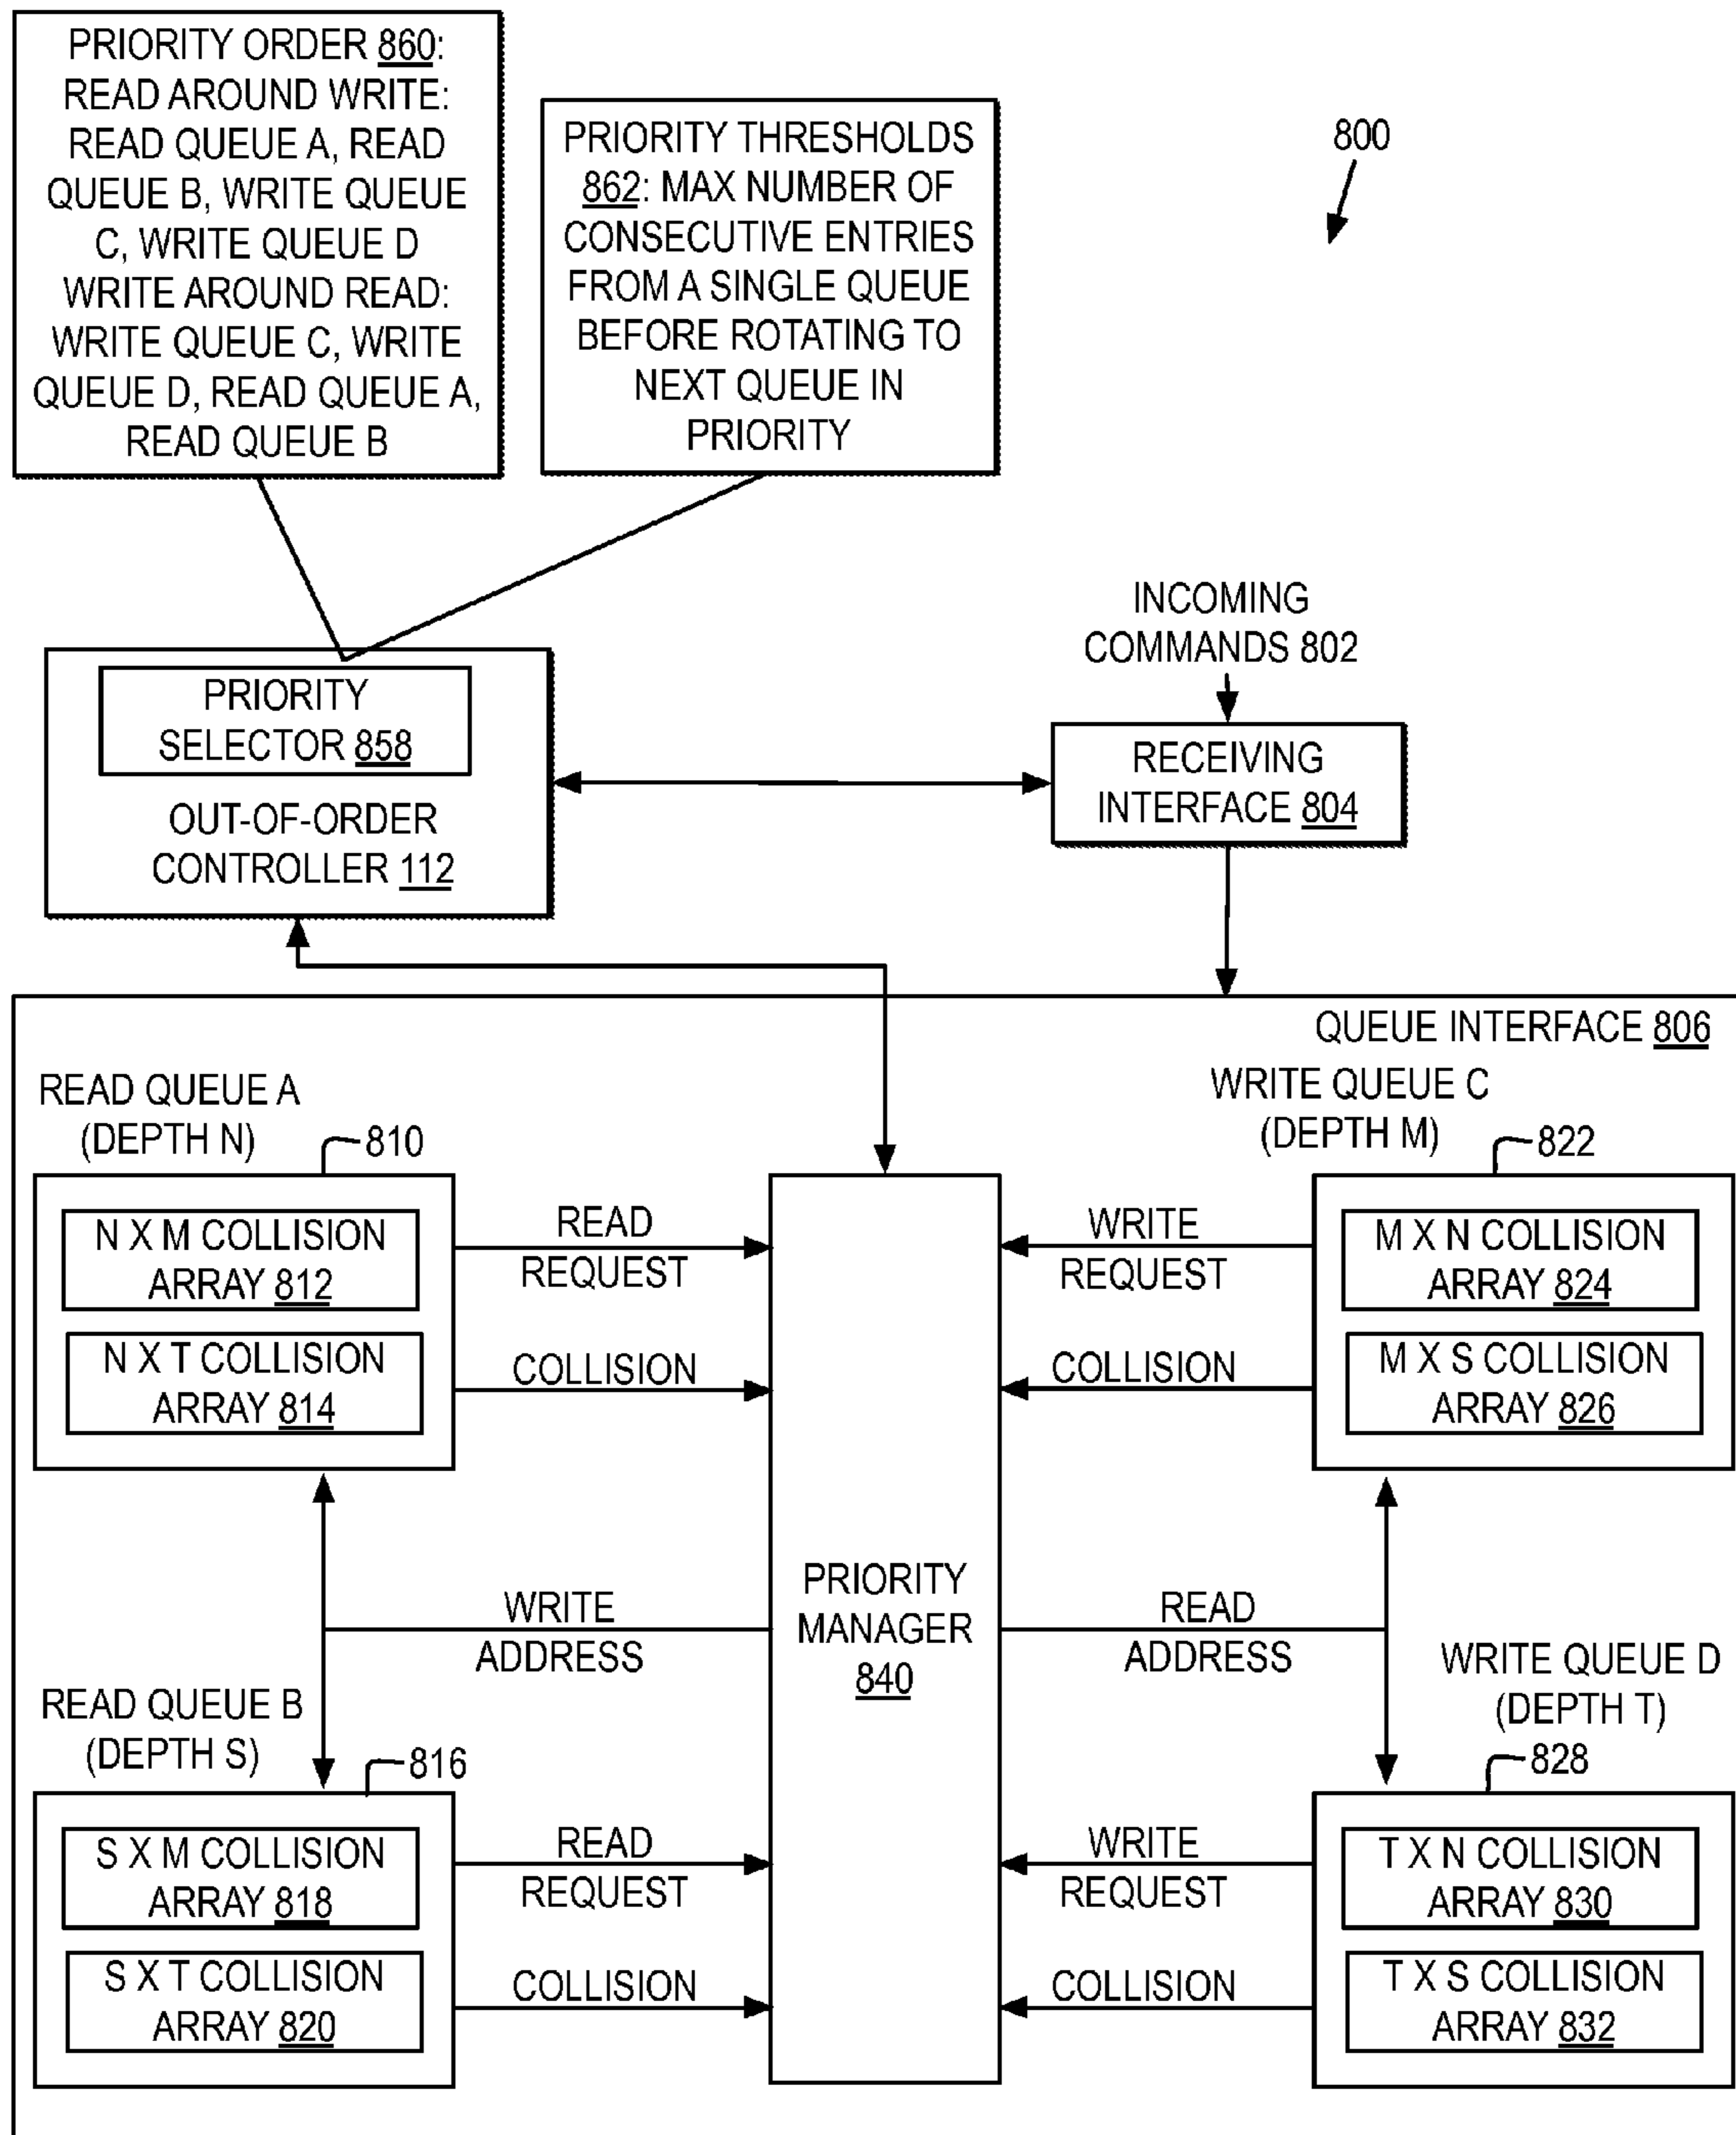 PRIORITY ORDER 860:
READ AROUND WRITE:
READ QUEUE A, READ
QUEUE B, WRITE QUEUE
C, WRITE QUEUE D
WRITE AROUND READ:
WRITE QUEUE C, WRITE
QUEUE D, READ QUEUE A,
READ QUEUE B
PRIORITY THRESHOLDS
862: MAX NUMBER OF
CONSECUTIVE ENTRIES
FROM A SINGLE QUEUE
BEFORE ROTATING TO
NEXT QUEUE IN
PRIORITY
800
INCOMING
COMMANDS 802
PRIORITY
SELECTOR 858
OUT-OF-ORDER
CONTROLLER 112
RECEIVING
INTERFACE 804
QUEUE INTERFACE 806
READ QUEUE A
(DEPTH N)
810
N X M COLLISION
ARRAY 812
N X T COLLISION
ARRAY 814
READ
REQUEST
COLLISION
WRITE QUEUE C
(DEPTH M)
822
M X N COLLISION
ARRAY 824
M X S COLLISION
ARRAY 826
WRITE
REQUEST
COLLISION
WRITE
ADDRESS
PRIORITY
MANAGER
840
READ
ADDRESS
READ QUEUE B
(DEPTH S)
816
S X M COLLISION
ARRAY 818
S X T COLLISION
ARRAY 820
READ
REQUEST
COLLISION
WRITE QUEUE D
(DEPTH T)
828
T X N COLLISION
ARRAY 830
T X S COLLISION
ARRAY 832
WRITE
REQUEST
COLLISION